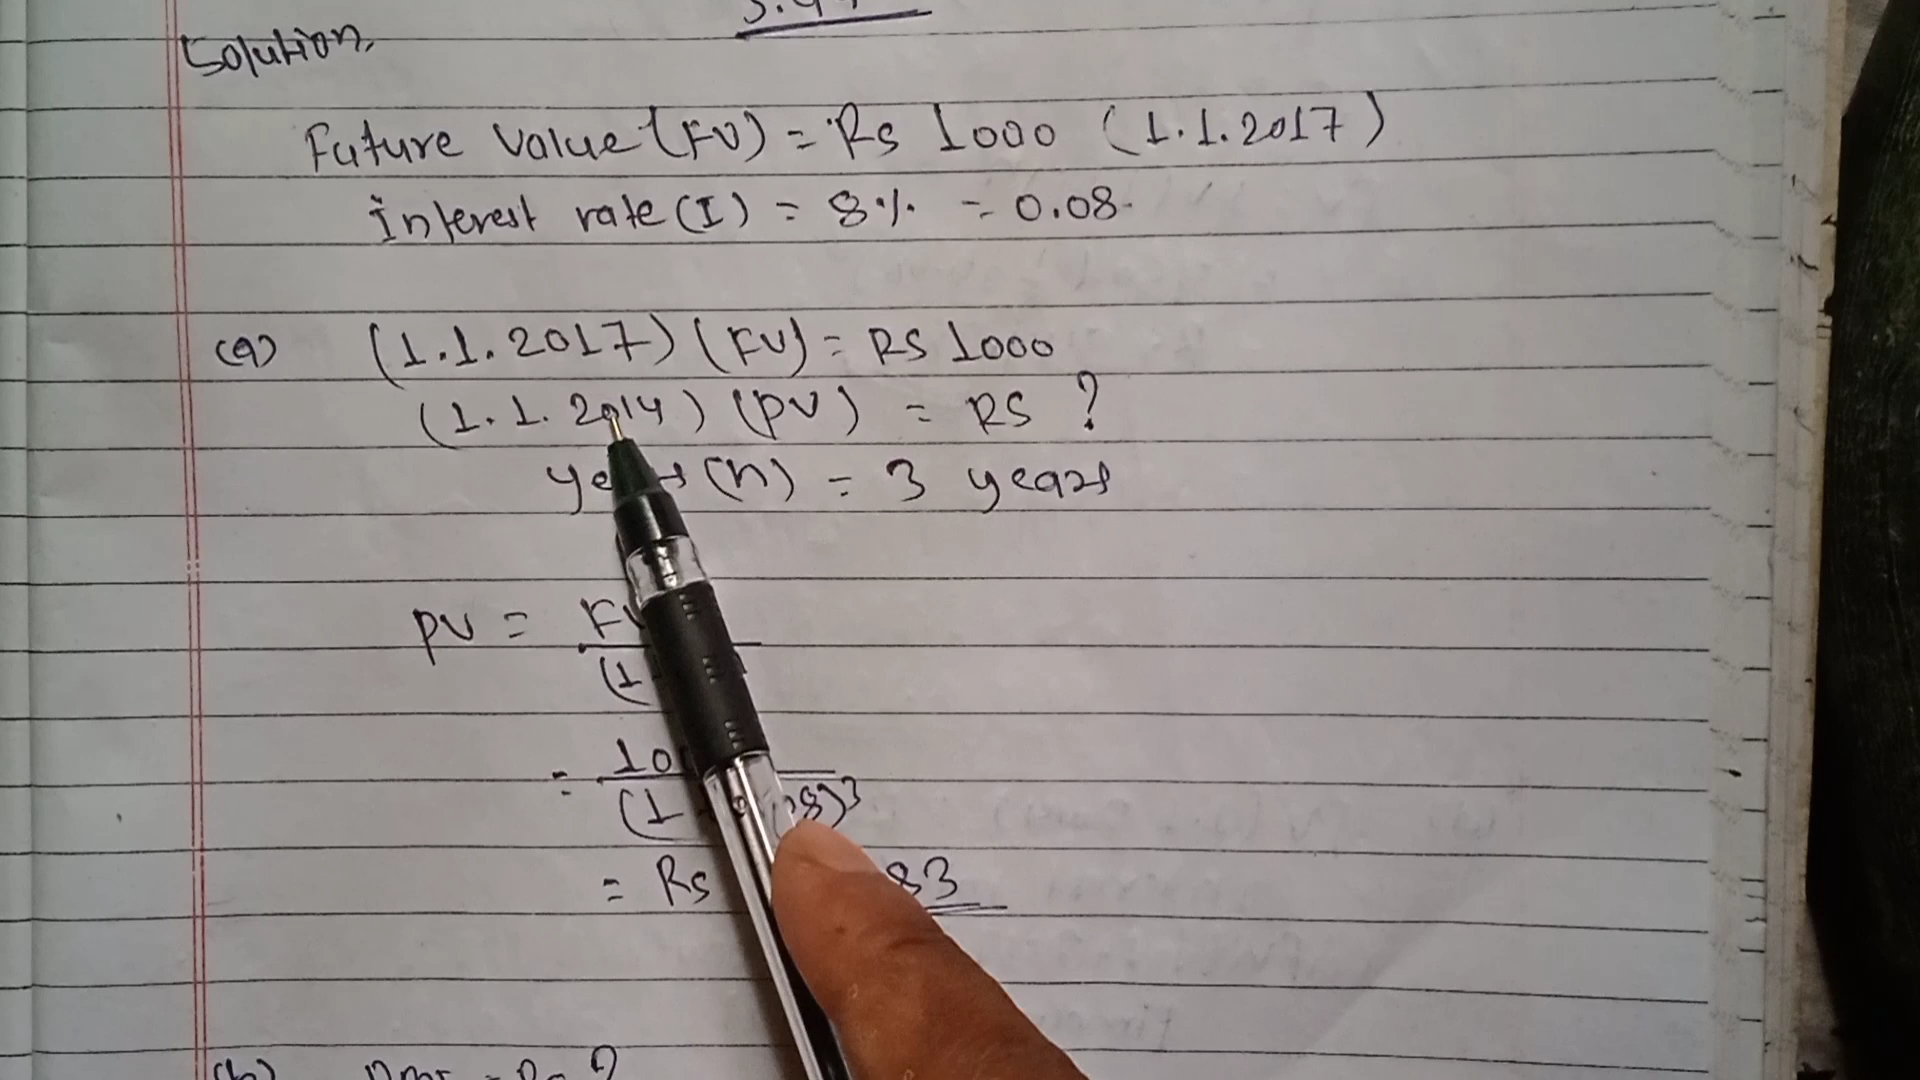 Solution,
Future Value (FV) = Rs 1000 (1.1.2017)
interest rate (I) = 8% = 0.08
(a) (1.1.2017) (FV) = RS 1000
(1.1.2014) (PV) = RS ?
(n) = 3 years
PV =
= Rs 83
(b)